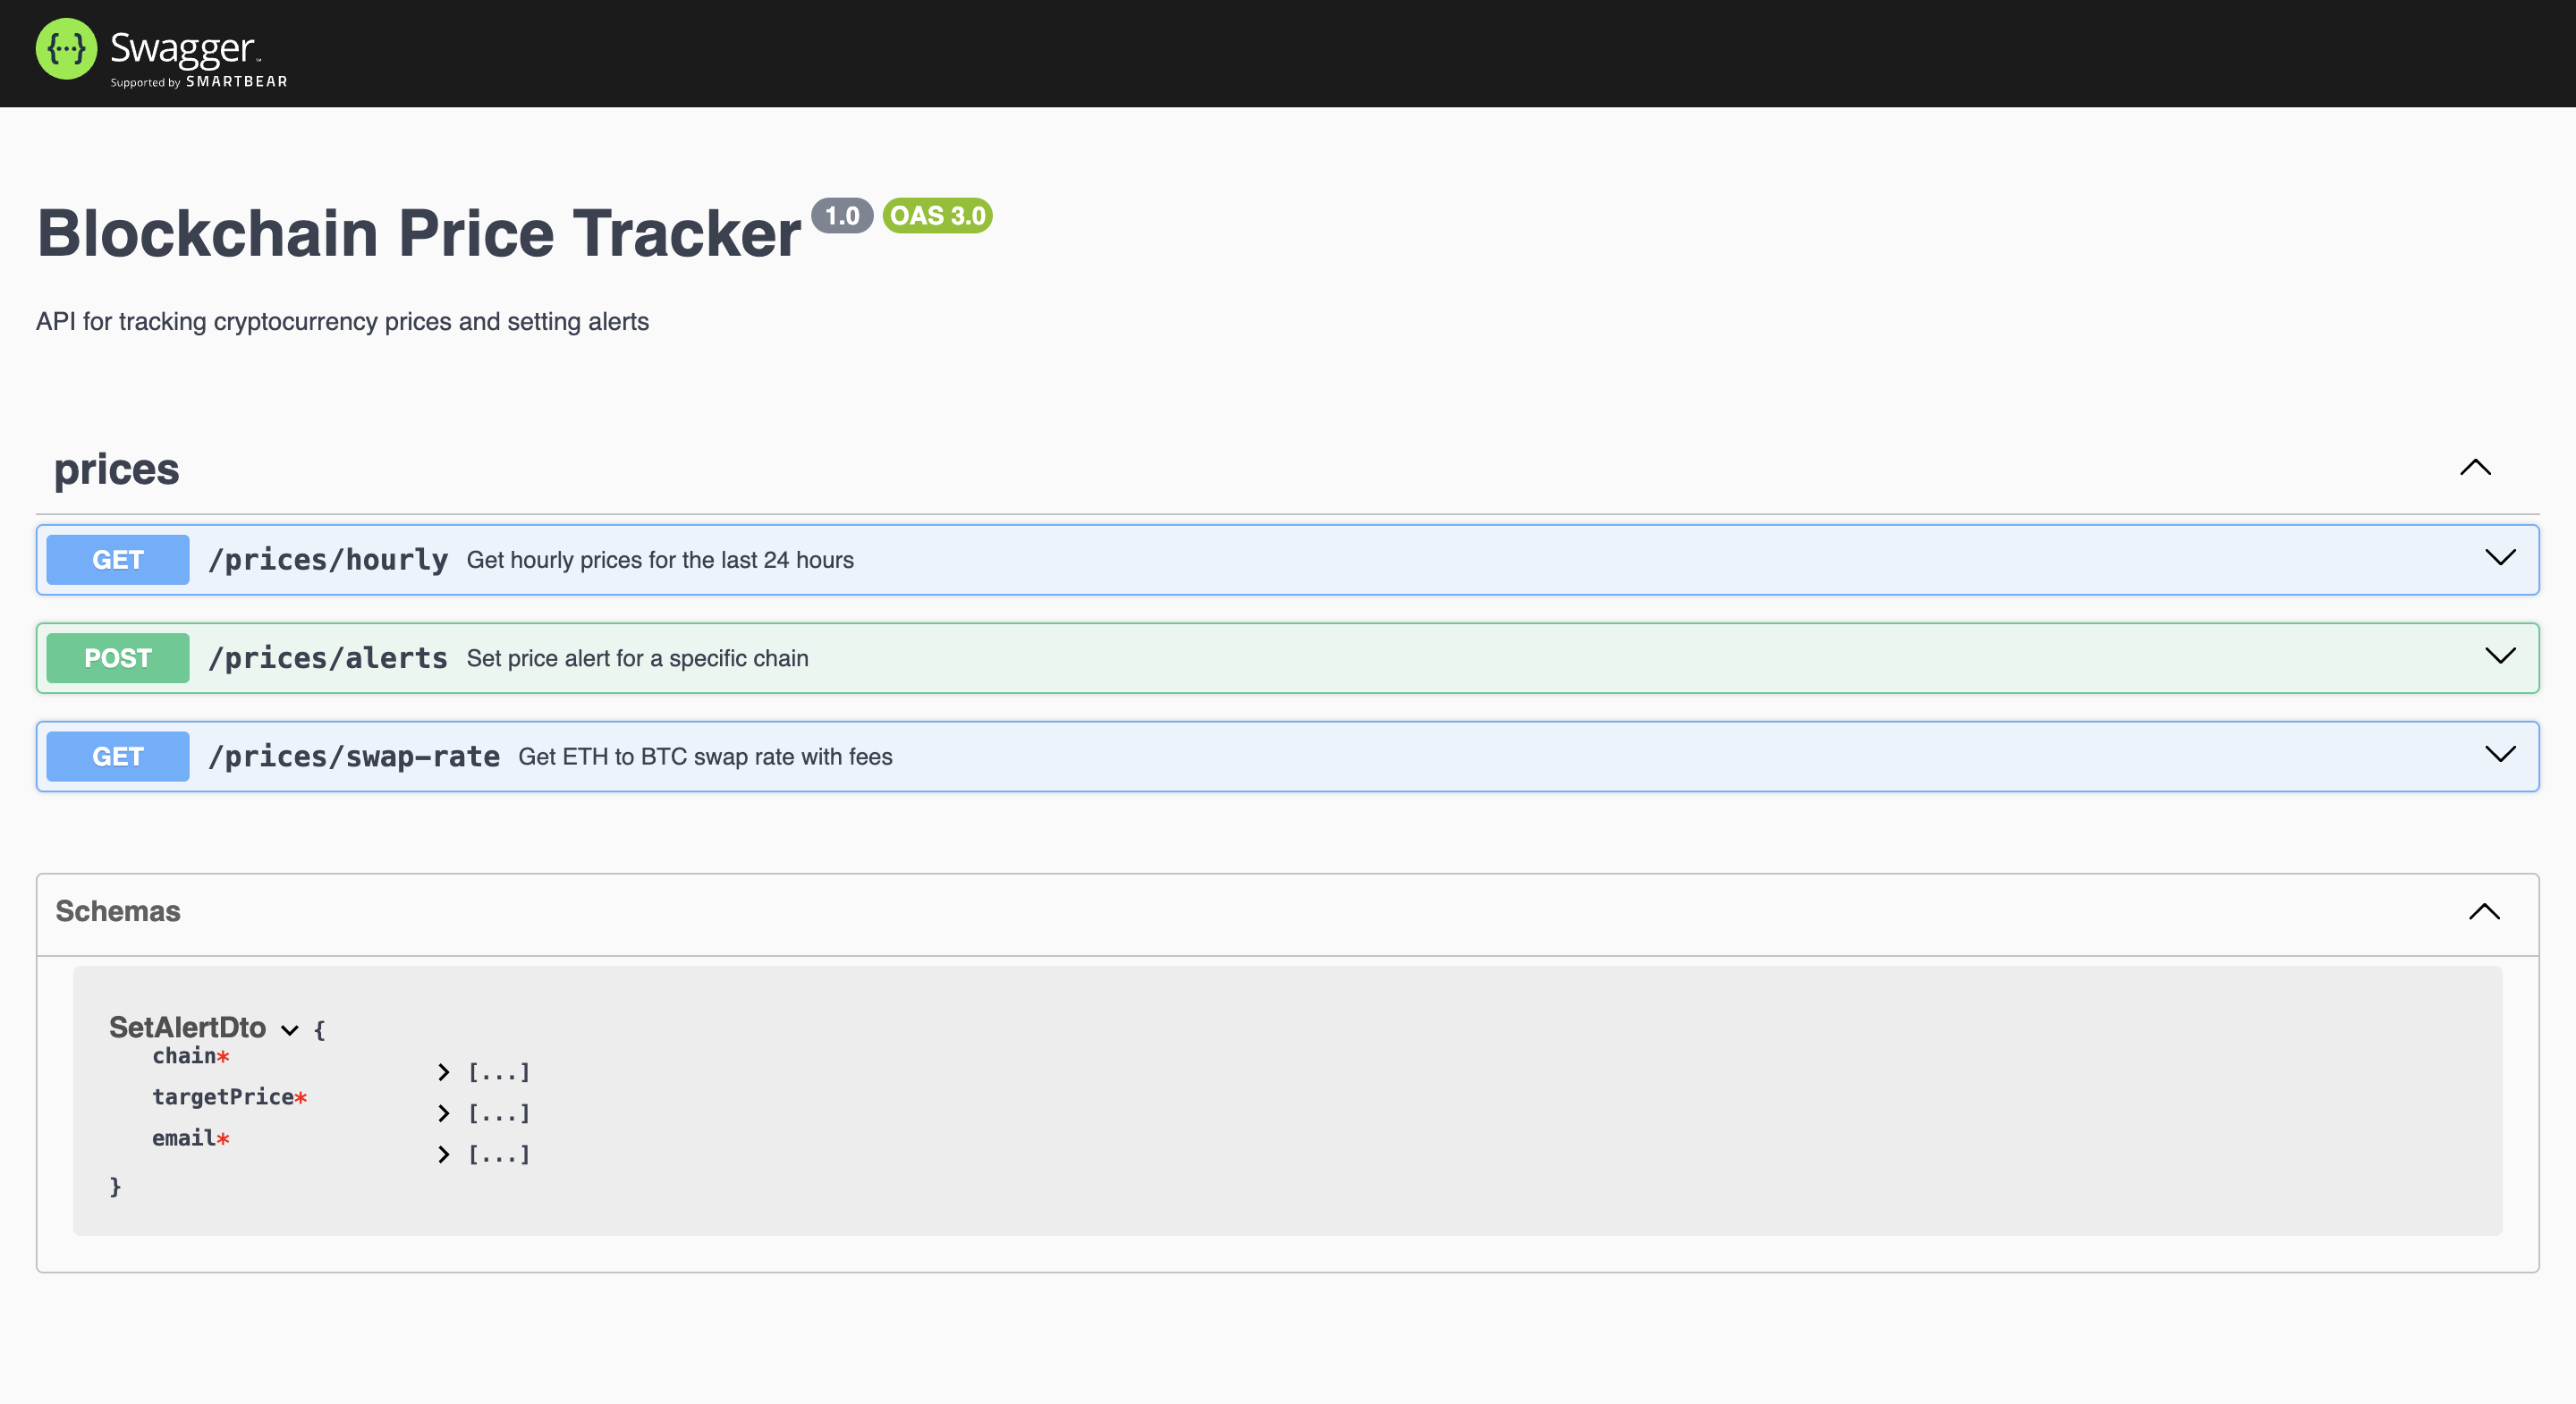 {···} Swagger™
Supported by SMARTBEAR
Blockchain Price Tracker 1.0 OAS 3.0
API for tracking cryptocurrency prices and setting alerts
prices
GET /prices/hourly Get hourly prices for the last 24 hours
POST /prices/alerts Set price alert for a specific chain
GET /prices/swap-rate Get ETH to BTC swap rate with fees
Schemas
SetAlertDto {
chain* [...]
targetPrice* [...]
email* [...]
}